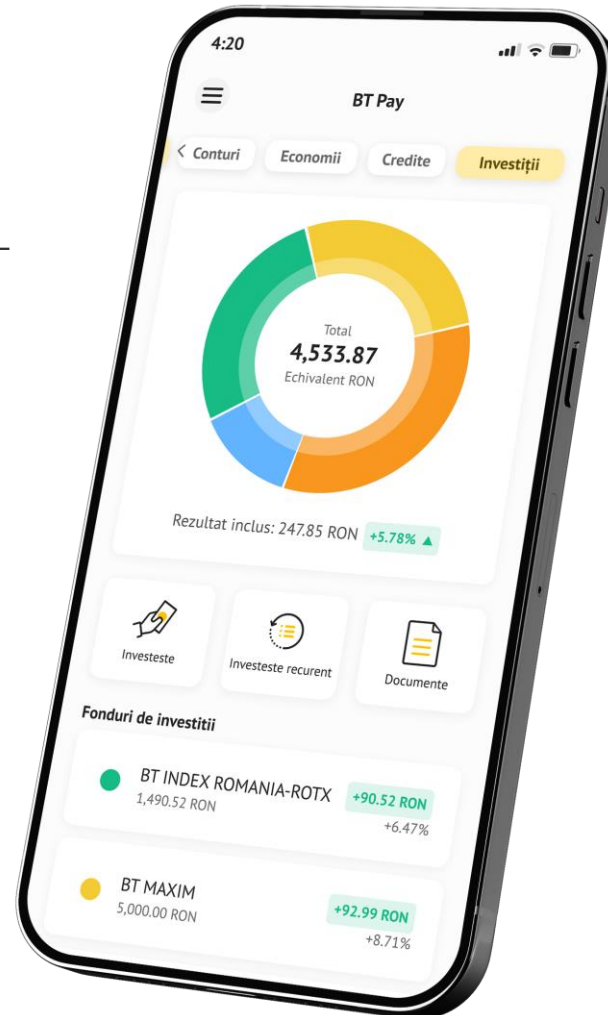 4:20
BT Pay
Conturi
Economii
Credite
Investiții
Total
4,533.87
Echivalent RON
Rezultat inclus: 247.85 RON +5.78%
Investeste
Investeste recurent
Documente
Fonduri de investitii
BT INDEX ROMANIA-ROTX
+90.52 RON
1,490.52 RON
+6.47%
BT MAXIM
+92.99 RON
5,000.00 RON
+8.71%